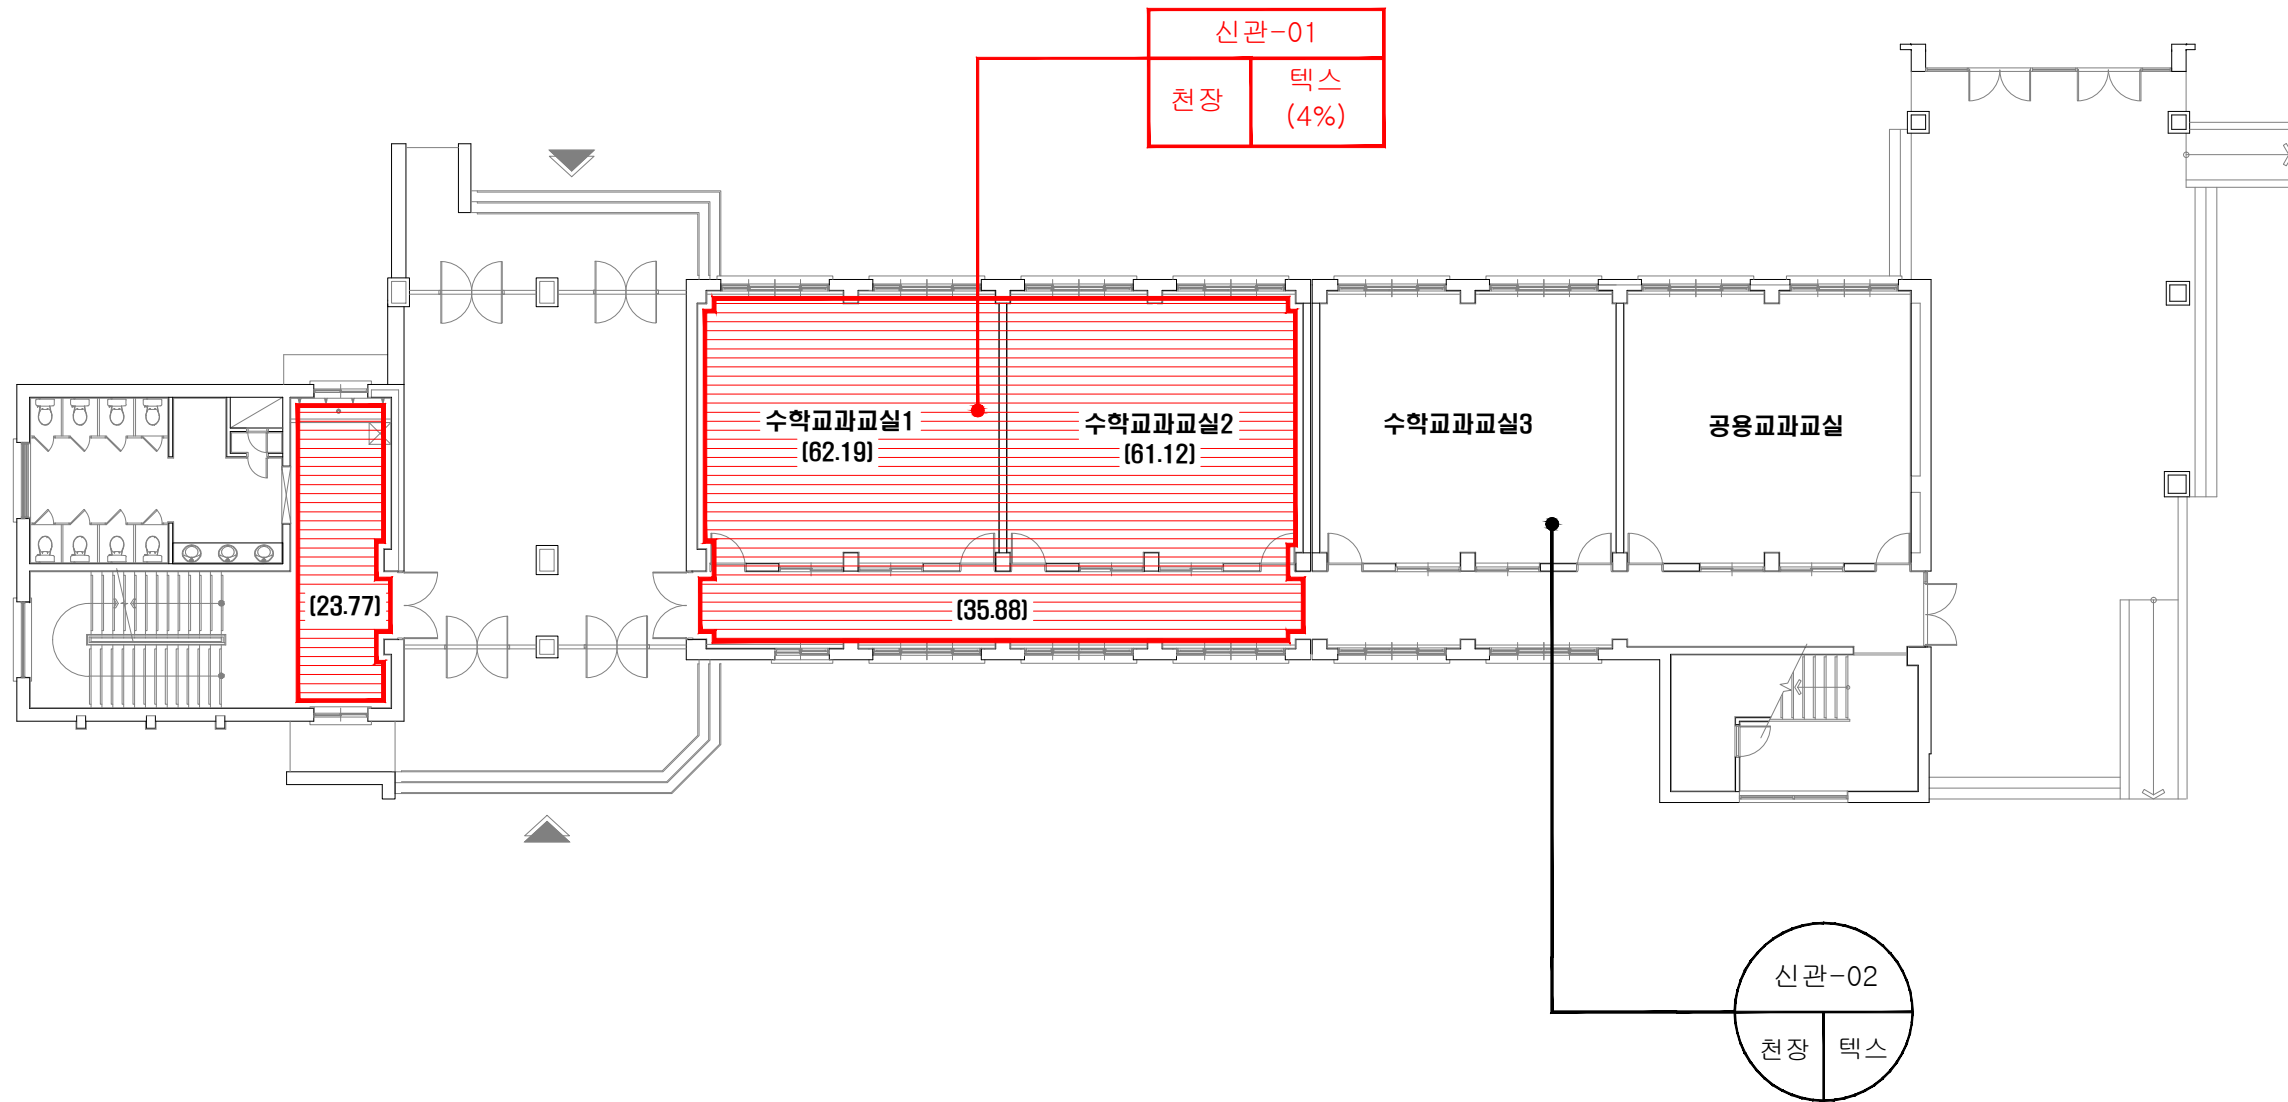 신관-01
천장
텍스
(4%)
수학교과교실1
(62.19)
수학교과교실2
(61.12)
수학교과교실3
공용교과교실
(23.77)
(35.88)
신관-02
천장
텍스